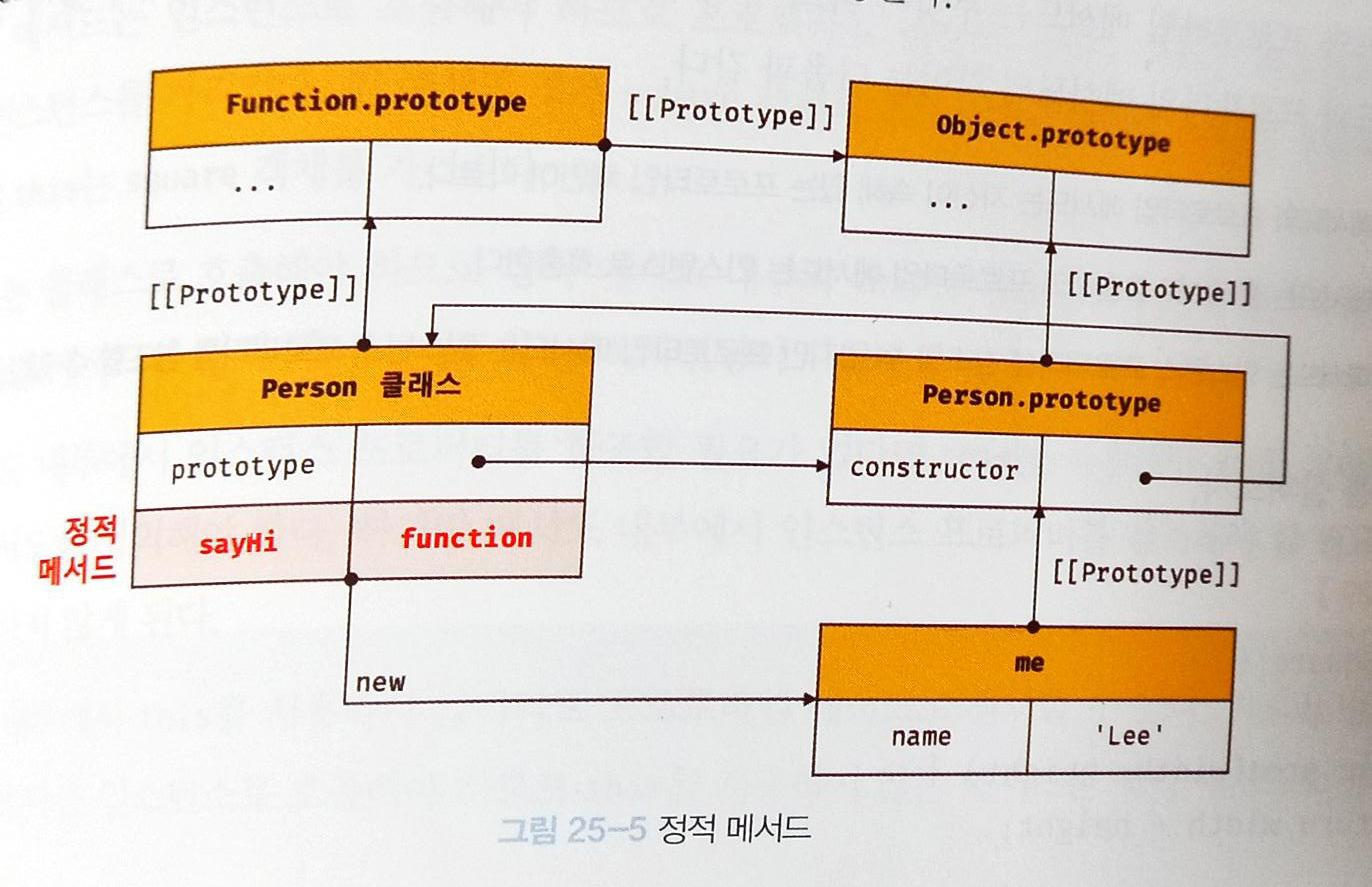 Function.prototype
[[Prototype]]
Object.prototype
...
...
[[Prototype]]
[[Prototype]]
Person 클래스
Person.prototype
prototype
constructor
정적
메서드
sayHi
function
[[Prototype]]
new
me
name
'Lee'
그림 25-5 정적 메서드